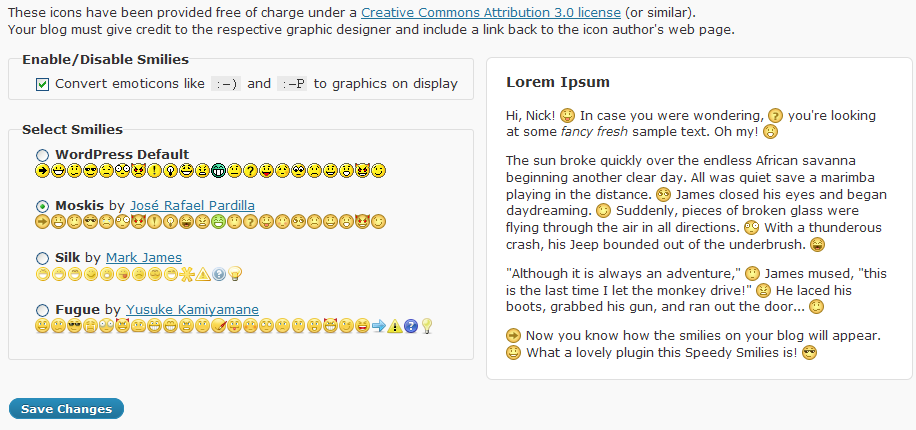 These icons have been provided free of charge under a Creative Commons Attribution 3.0 license (or similar).
Your blog must give credit to the respective graphic designer and include a link back to the icon author's web page.
Enable/Disable Smilies
Convert emoticons like :-) and :-P to graphics on display
Select Smilies
WordPress Default
Moskis by José Rafael Pardilla
Silk by Mark James
Fugue by Yusuke Kamiyamane
Save Changes
Lorem Ipsum
Hi, Nick! In case you were wondering, you're looking
at some fancy fresh sample text. Oh my!
The sun broke quickly over the endless African savanna
beginning another clear day. All was quiet save a marimba
playing in the distance. James closed his eyes and began
daydreaming. Suddenly, pieces of broken glass were
flying through the air in all directions. With a thunderous
crash, his Jeep bounded out of the underbrush.
"Although it is always an adventure," James mused, "this
is the last time I let the monkey drive!" He laced his
boots, grabbed his gun, and ran out the door...
Now you know how the smilies on your blog will appear.
What a lovely plugin this Speedy Smilies is!